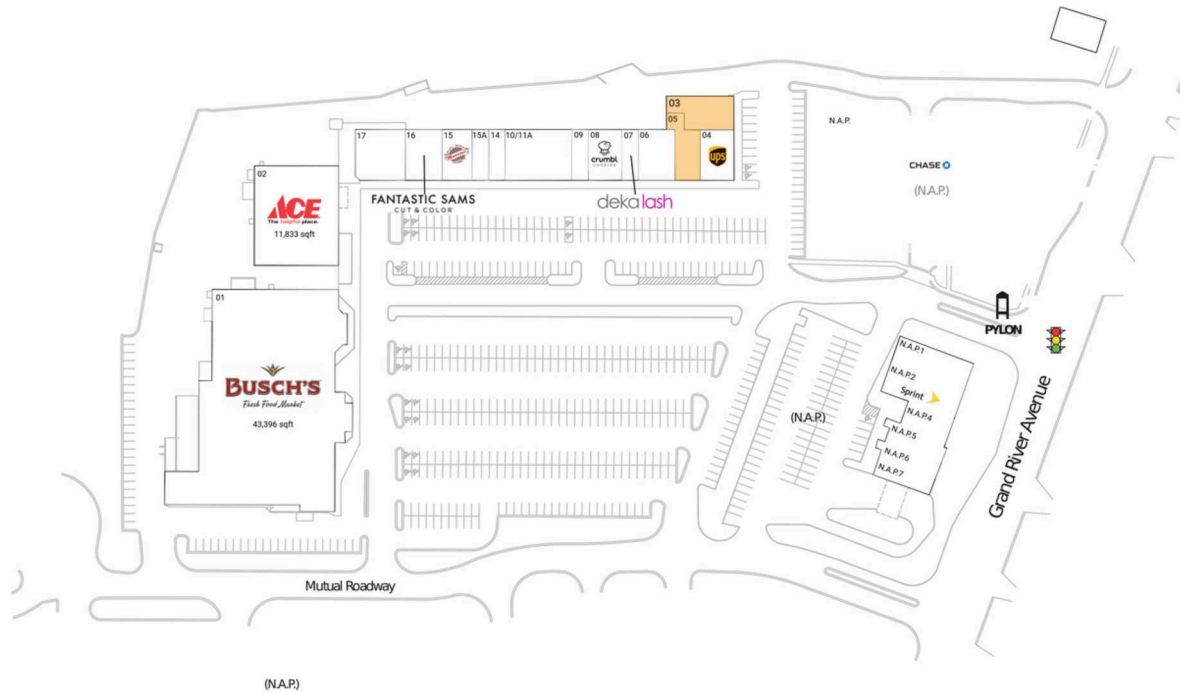 03
05
N.A.P.
17
16
15
15A
14
10/11A
09
08
07
06
04
crumbl
COOKIES
ups
CHASE
(N.A.P.)
02
ACE
The helpful place.
11,833 sqft
FANTASTIC SAMS
CUT & COLOR
deka lash
01
BUSCH'S
Fresh Food Market
43,396 sqft
PYLON
N.A.P.1
N.A.P.2
Sprint
N.A.P.4
N.A.P.5
N.A.P.6
N.A.P.7
(N.A.P.)
Grand River Avenue
Mutual Roadway
(N.A.P.)